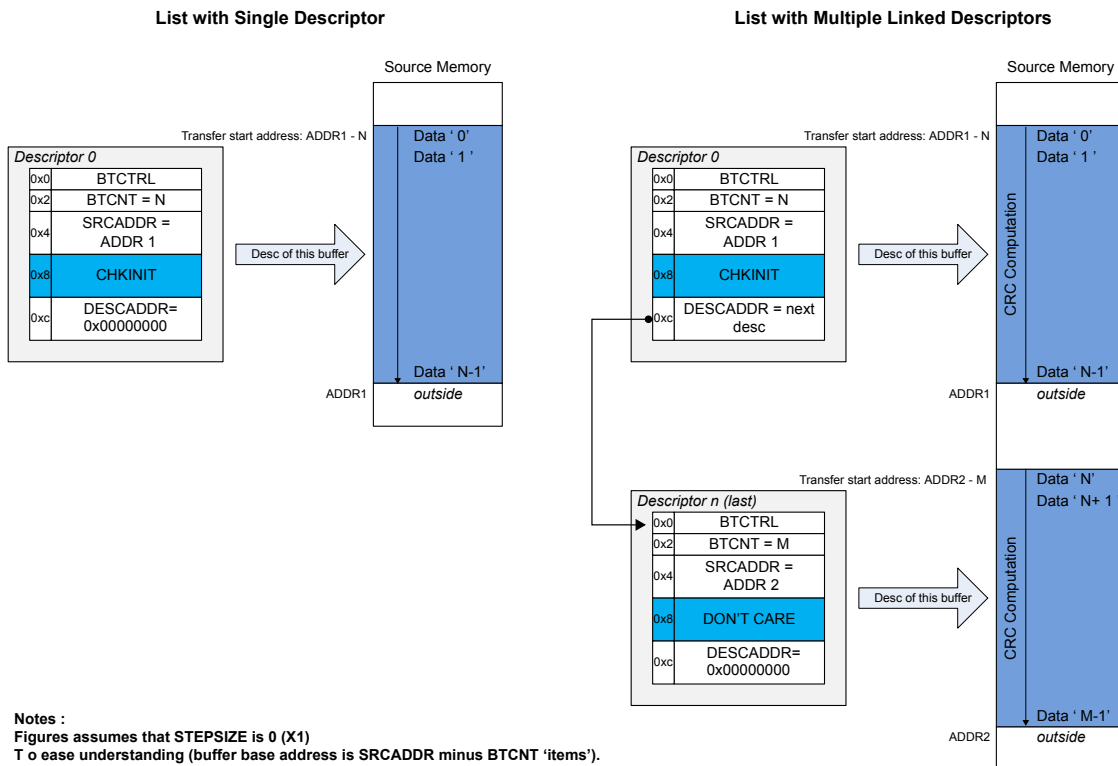 List with Single Descriptor
Source Memory
Transfer start address: ADDR1 - N
Data ‘ 0’
Data ‘ 1 ’
Descriptor 0
0x0 BTCTRL
0x2 BTCNT = N
0x4 SRCADDR =
ADDR 1
0x8 CHKINIT
0xc DESCADDR=
0x00000000
Desc of this buffer
Data ‘ N-1’
ADDR1
outside
List with Multiple Linked Descriptors
Source Memory
Transfer start address: ADDR1 - N
Data ‘ 0’
Data ‘ 1 ’
Descriptor 0
0x0 BTCTRL
0x2 BTCNT = N
0x4 SRCADDR =
ADDR 1
0x8 CHKINIT
0xc DESCADDR = next
desc
Desc of this buffer
CRC Computation
Data ‘ N-1’
ADDR1
outside
Transfer start address: ADDR2 - M
Data ‘ N’
Data ‘ N+ 1
Descriptor n (last)
0x0 BTCTRL
0x2 BTCNT = M
0x4 SRCADDR =
ADDR 2
0x8 DON’T CARE
0xc DESCADDR=
0x00000000
Desc of this buffer
CRC Computation
Data ‘ M-1’
ADDR2
outside
Notes :
Figures assumes that STEPSIZE is 0 (X1)
T o ease understanding (buffer base address is SRCADDR minus BTCNT ‘items’).